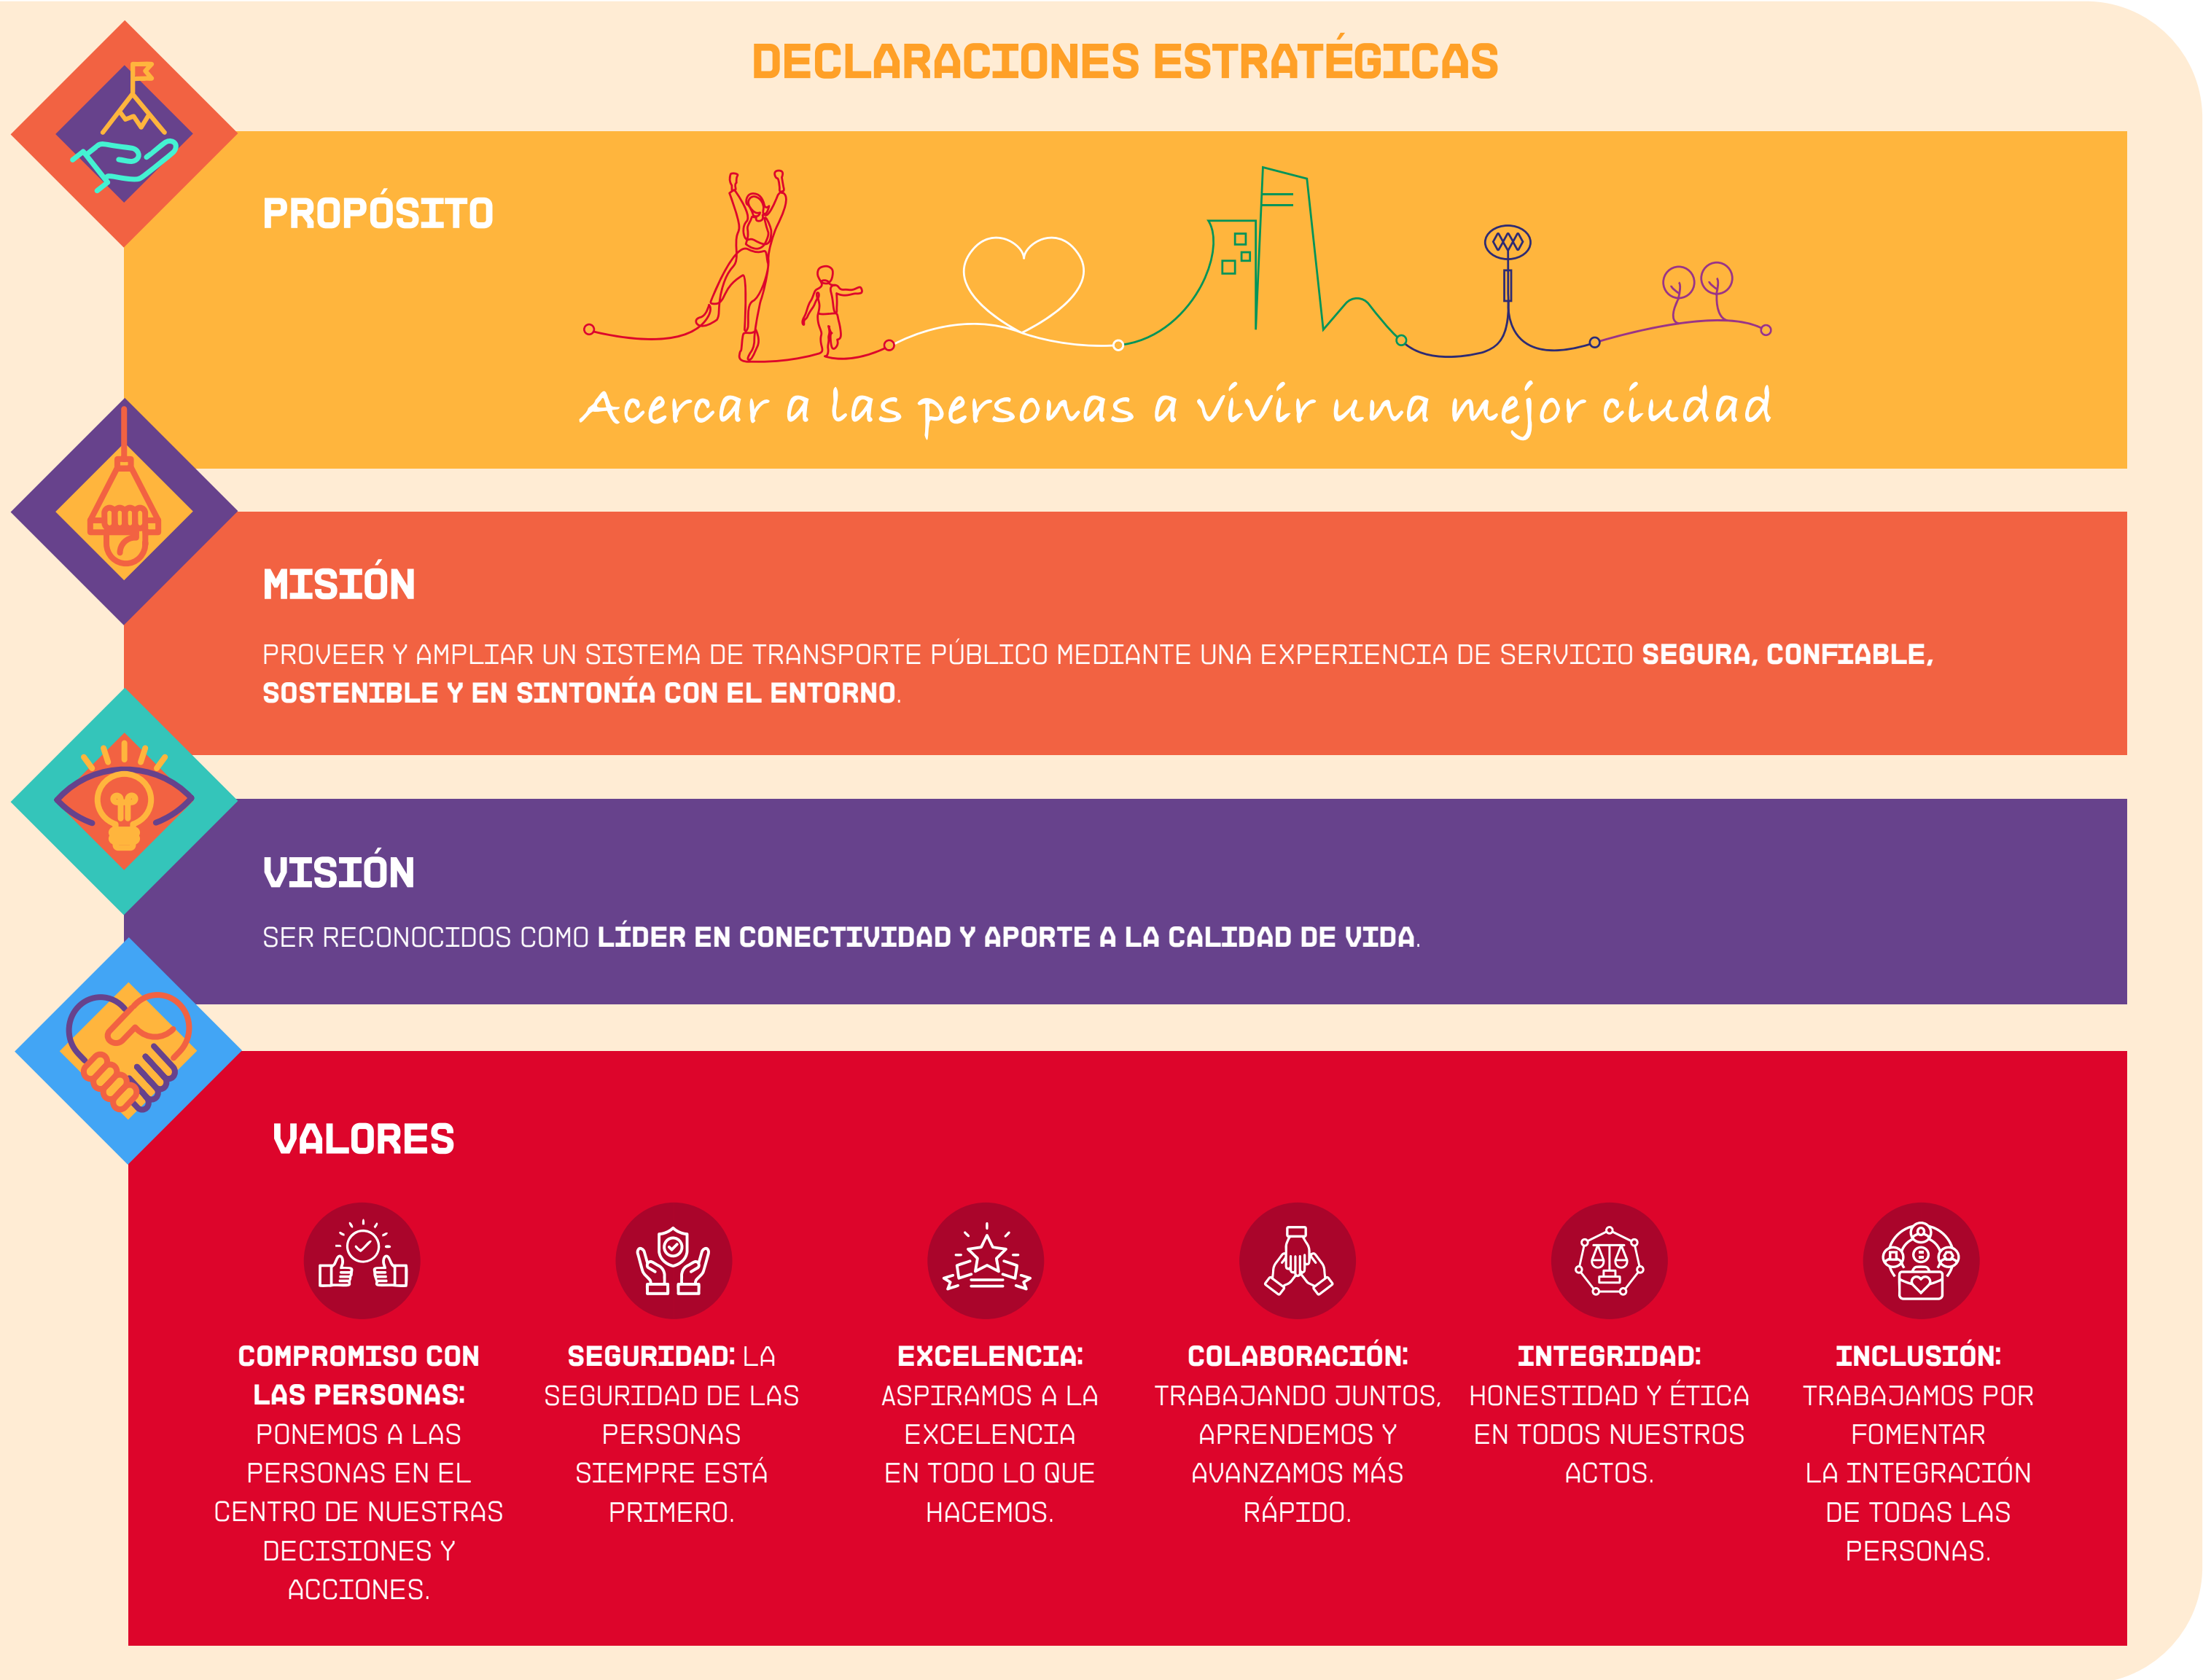 DECLARACIONES ESTRATÉGICAS
PROPÓSITO
Acercar a las personas a vivir una mejor ciudad
MISIÓN
PROVEER Y AMPLIAR UN SISTEMA DE TRANSPORTE PÚBLICO MEDIANTE UNA EXPERIENCIA DE SERVICIO SEGURA, CONFIABLE,
SOSTENIBLE Y EN SINTONÍA CON EL ENTORNO.
VISIÓN
SER RECONOCIDOS COMO LÍDER EN CONECTIVIDAD Y APORTE A LA CALIDAD DE VIDA.
VALORES
COMPROMISO CON
LAS PERSONAS:
PONEMOS A LAS
PERSONAS EN EL
CENTRO DE NUESTRAS
DECISIONES Y
ACCIONES.
SEGURIDAD: LA
SEGURIDAD DE LAS
PERSONAS
SIEMPRE ESTÁ
PRIMERO.
EXCELENCIA:
ASPIRAMOS A LA
EXCELENCIA
EN TODO LO QUE
HACEMOS.
COLABORACIÓN:
TRABAJANDO JUNTOS,
APRENDEMOS Y
AVANZAMOS MÁS
RÁPIDO.
INTEGRIDAD:
HONESTIDAD Y ÉTICA
EN TODOS NUESTROS
ACTOS.
INCLUSIÓN:
TRABAJAMOS POR
FOMENTAR
LA INTEGRACIÓN
DE TODAS LAS
PERSONAS.